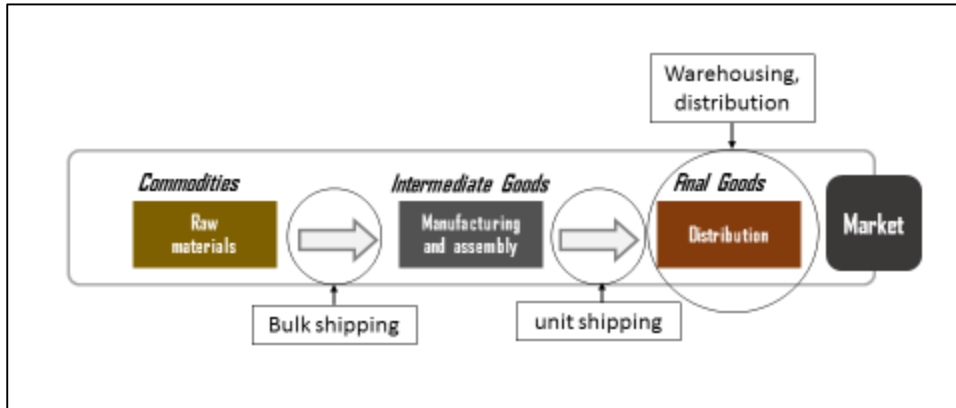 Warehousing,
distribution
Commodities
Intermediate Goods
Final Goods
Raw
materials
Manufacturing
and assembly
Distribution
Market
Bulk shipping
unit shipping